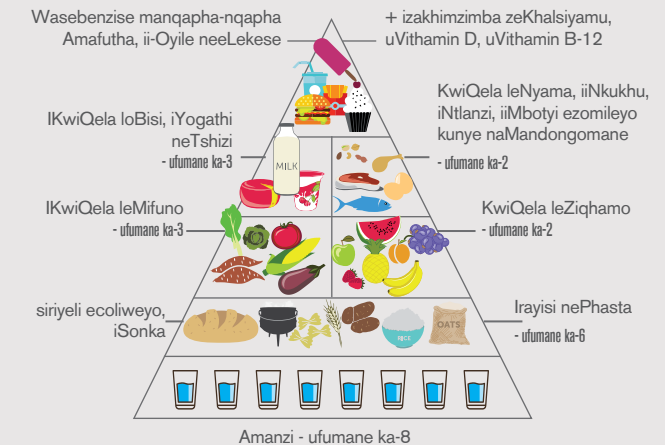 Wasebenzise manqapha-nqapha
Amafutha, ii-Oyile neeLekese
+ izakhimzimba zeKhalsiyamu,
uVithamin D, uVithamin B-12
IKwiQela loBisi, iYogathi
neTshizi
- ufumane ka-3
KwiQela leNyama, iiNkukhu,
iNtlanzi, iiMbotyi ezomileyo
kunye naMandongomane
- ufumane ka-2
MILK
IKwiQela leMifuno
- ufumane ka-3
KwiQela leZiqhamo
- ufumane ka-2
siriyeli ecoliweyo,
iSonka
Irayisi nePhasta
- ufumane ka-6
RICE
OATS
Amanzi - ufumane ka-8